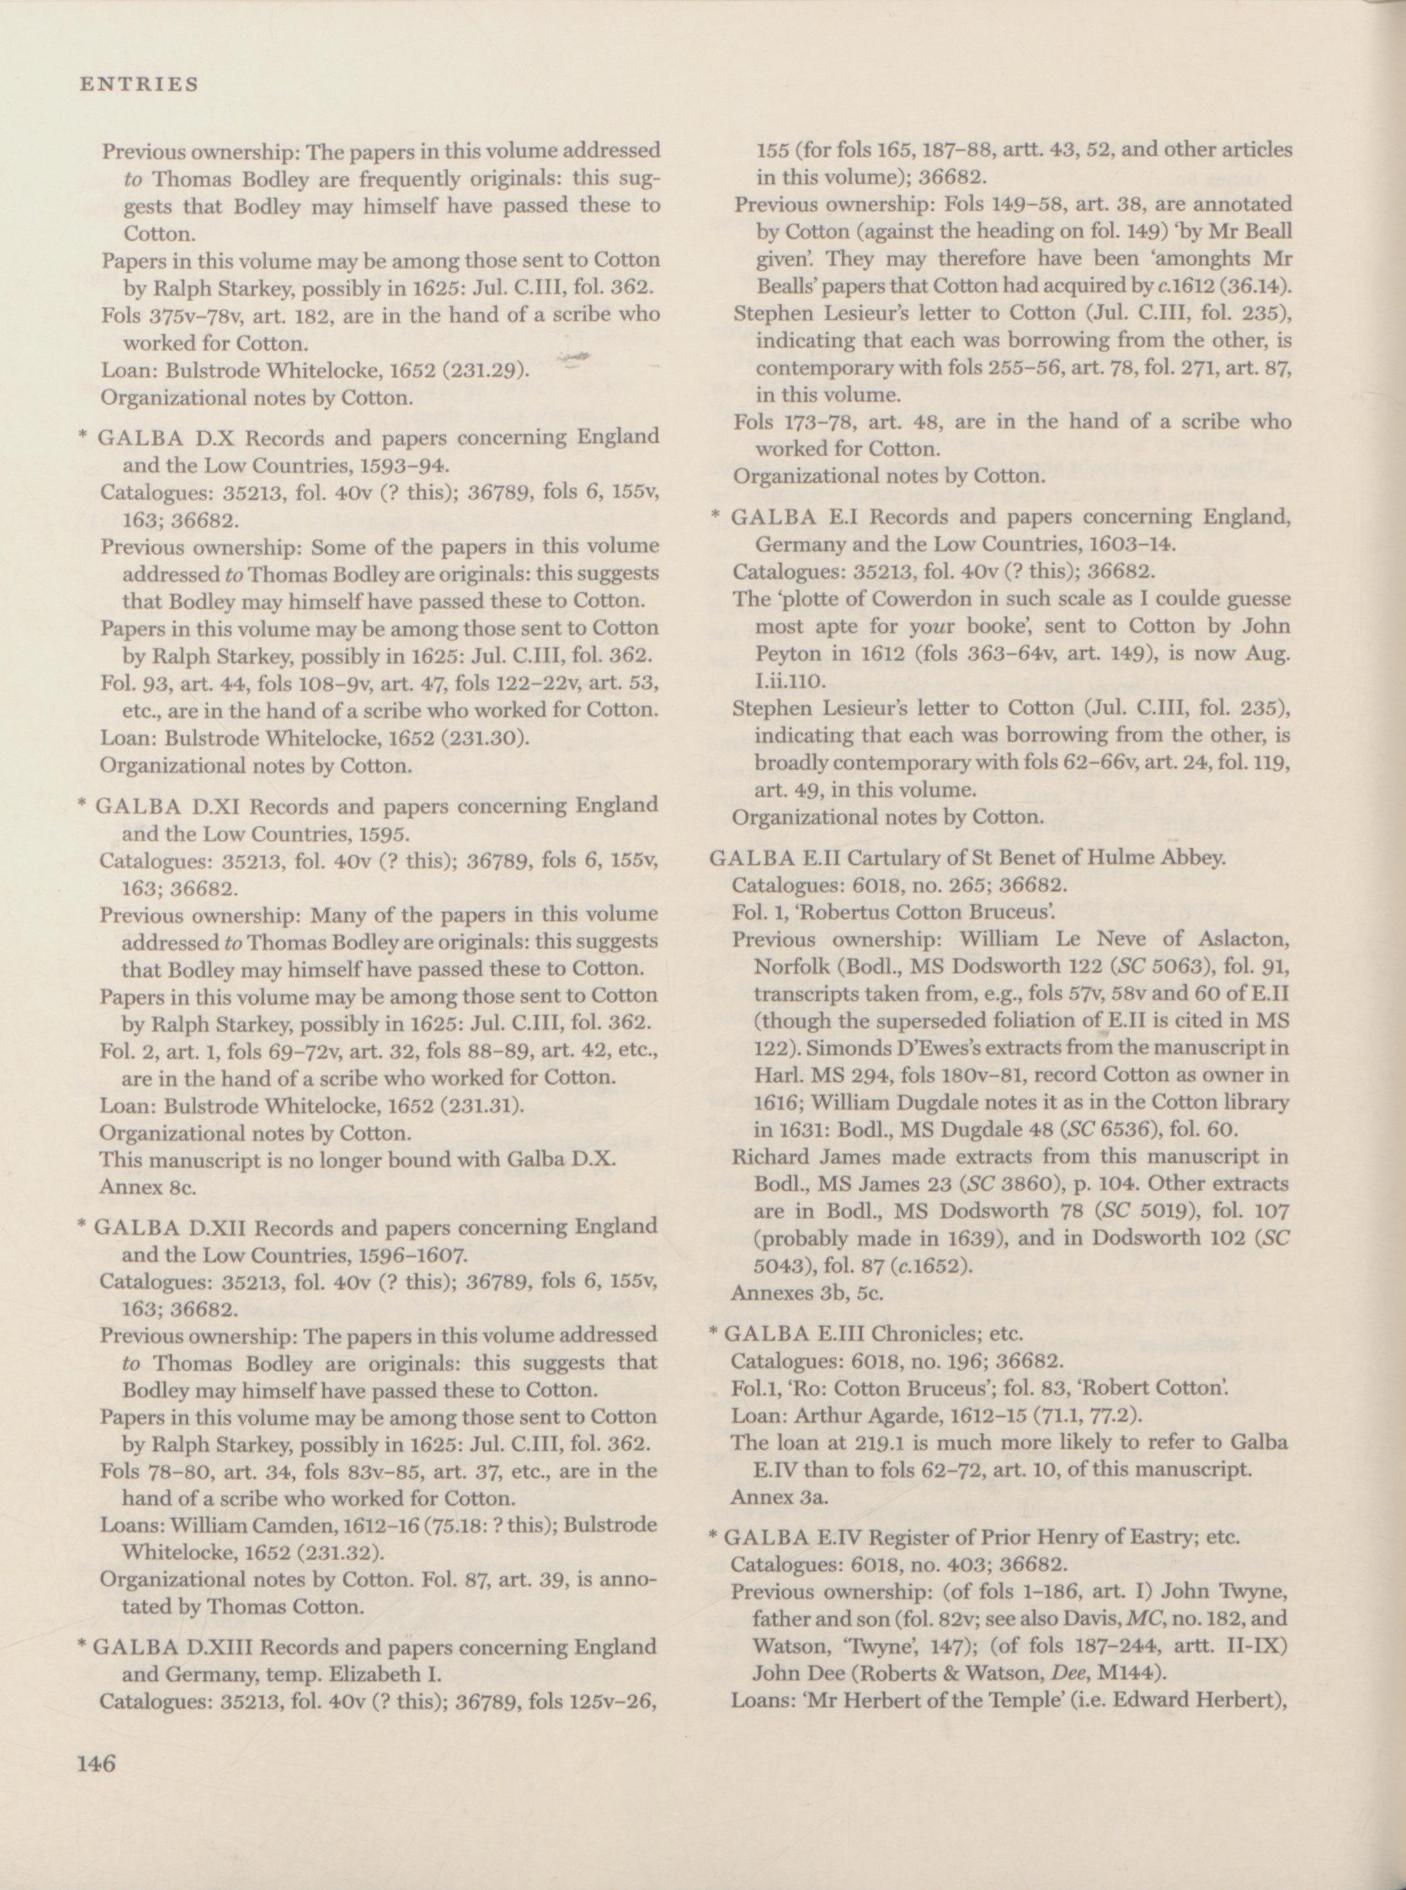 ENTRIES
Previous ownership: The papers in this volume addressed
to Thomas Bodley are frequently originals: this sug-
gests that Bodley may himself have passed these to
Cotton.
Papers in this volume may be among those sent to Cotton
by Ralph Starkey, possibly in 1625: Jul. C.III, fol. 362.
Fols 375v–78v, art. 182, are in the hand of a scribe who
worked for Cotton.
Loan: Bulstrode Whitelocke, 1652 (231.29).
Organizational notes by Cotton.
* GALBA D.X Records and papers concerning England
and the Low Countries, 1593–94.
Catalogues: 35213, fol. 40v (? this); 36789, fols 6, 155v,
163; 36682.
Previous ownership: Some of the papers in this volume
addressed to Thomas Bodley are originals: this suggests
that Bodley may himself have passed these to Cotton.
Papers in this volume may be among those sent to Cotton
by Ralph Starkey, possibly in 1625: Jul. C.III, fol. 362.
Fol. 93, art. 44, fols 108–9v, art. 47, fols 122–22v, art. 53,
etc., are in the hand of a scribe who worked for Cotton.
Loan: Bulstrode Whitelocke, 1652 (231.30).
Organizational notes by Cotton.
* GALBA D.XI Records and papers concerning England
and the Low Countries, 1595.
Catalogues: 35213, fol. 40v (? this); 36789, fols 6, 155v,
163; 36682.
Previous ownership: Many of the papers in this volume
addressed to Thomas Bodley are originals: this suggests
that Bodley may himself have passed these to Cotton.
Papers in this volume may be among those sent to Cotton
by Ralph Starkey, possibly in 1625: Jul. C.III, fol. 362.
Fol. 2, art. 1, fols 69–72v, art. 32, fols 88–89, art. 42, etc.,
are in the hand of a scribe who worked for Cotton.
Loan: Bulstrode Whitelocke, 1652 (231.31).
Organizational notes by Cotton.
This manuscript is no longer bound with Galba D.X.
Annex 8c.
* GALBA D.XII Records and papers concerning England
and the Low Countries, 1596–1607.
Catalogues: 35213, fol. 40v (? this); 36789, fols 6, 155v,
163; 36682.
Previous ownership: The papers in this volume addressed
to Thomas Bodley are originals: this suggests that
Bodley may himself have passed these to Cotton.
Papers in this volume may be among those sent to Cotton
by Ralph Starkey, possibly in 1625: Jul. C.III, fol. 362.
Fols 78–80, art. 34, fols 83v–85, art. 37, etc., are in the
hand of a scribe who worked for Cotton.
Loans: William Camden, 1612–16 (75.18: ? this); Bulstrode
Whitelocke, 1652 (231.32).
Organizational notes by Cotton. Fol. 87, art. 39, is anno-
tated by Thomas Cotton.
* GALBA D.XIII Records and papers concerning England
and Germany, temp. Elizabeth I.
Catalogues: 35213, fol. 40v (? this); 36789, fols 125v–26,
155 (for fols 165, 187–88, artt. 43, 52, and other articles
in this volume); 36682.
Previous ownership: Fols 149–58, art. 38, are annotated
by Cotton (against the heading on fol. 149) ‘by Mr Beall
given’. They may therefore have been ‘amonghts Mr
Bealls’ papers that Cotton had acquired by c.1612 (36.14).
Stephen Lesieur’s letter to Cotton (Jul. C.III, fol. 235),
indicating that each was borrowing from the other, is
contemporary with fols 255–56, art. 78, fol. 271, art. 87,
in this volume.
Fols 173–78, art. 48, are in the hand of a scribe who
worked for Cotton.
Organizational notes by Cotton.
* GALBA E.I Records and papers concerning England,
Germany and the Low Countries, 1603–14.
Catalogues: 35213, fol. 40v (? this); 36682.
The ‘plotte of Cowerdon in such scale as I coulde guesse
most apte for your booke’, sent to Cotton by John
Peyton in 1612 (fols 363–64v, art. 149), is now Aug.
I.ii.110.
Stephen Lesieur’s letter to Cotton (Jul. C.III, fol. 235),
indicating that each was borrowing from the other, is
broadly contemporary with fols 62–66v, art. 24, fol. 119,
art. 49, in this volume.
Organizational notes by Cotton.
GALBA E.II Cartulary of St Benet of Hulme Abbey.
Catalogues: 6018, no. 265; 36682.
Fol. 1, ‘Robertus Cotton Bruceus’.
Previous ownership: William Le Neve of Aslacton,
Norfolk (Bodl., MS Dodsworth 122 (SC 5063), fol. 91,
transcripts taken from, e.g., fols 57v, 58v and 60 of E.II
(though the superseded foliation of E.II is cited in MS
122). Simonds D’Ewes’s extracts from the manuscript in
Harl. MS 294, fols 180v–81, record Cotton as owner in
1616; William Dugdale notes it as in the Cotton library
in 1631: Bodl., MS Dugdale 48 (SC 6536), fol. 60.
Richard James made extracts from this manuscript in
Bodl., MS James 23 (SC 3860), p. 104. Other extracts
are in Bodl., MS Dodsworth 78 (SC 5019), fol. 107
(probably made in 1639), and in Dodsworth 102 (SC
5043), fol. 87 (c.1652).
Annexes 3b, 5c.
* GALBA E.III Chronicles; etc.
Catalogues: 6018, no. 196; 36682.
Fol.1, ‘Ro: Cotton Bruceus’; fol. 83, ‘Robert Cotton’.
Loan: Arthur Agarde, 1612–15 (71.1, 77.2).
The loan at 219.1 is much more likely to refer to Galba
E.IV than to fols 62–72, art. 10, of this manuscript.
Annex 3a.
* GALBA E.IV Register of Prior Henry of Eastry; etc.
Catalogues: 6018, no. 403; 36682.
Previous ownership: (of fols 1–186, art. I) John Twyne,
father and son (fol. 82v; see also Davis, MC, no. 182, and
Watson, ‘Twyne’, 147); (of fols 187–244, artt. II-IX)
John Dee (Roberts & Watson, Dee, M144).
Loans: ‘Mr Herbert of the Temple’ (i.e. Edward Herbert),
146